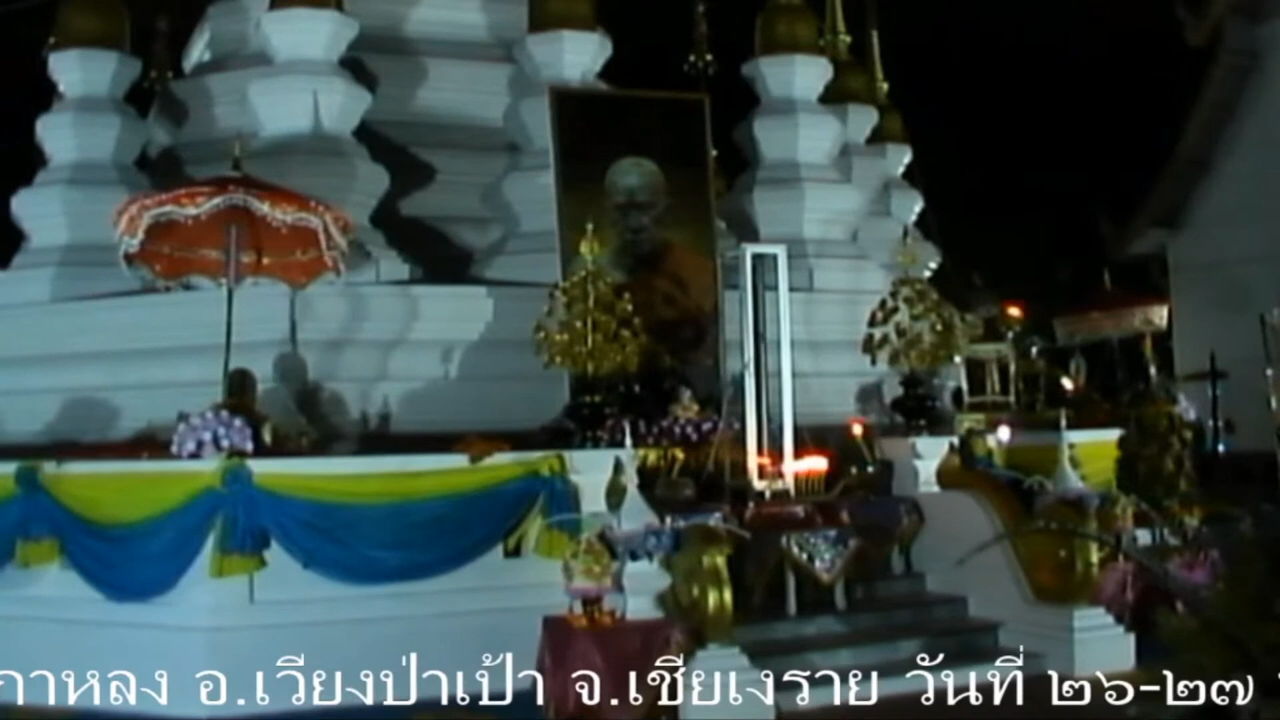 กาหลง อ.เวียงป่าเป้า จ.เชียเงราย วันที่ ๒๖-๒๗